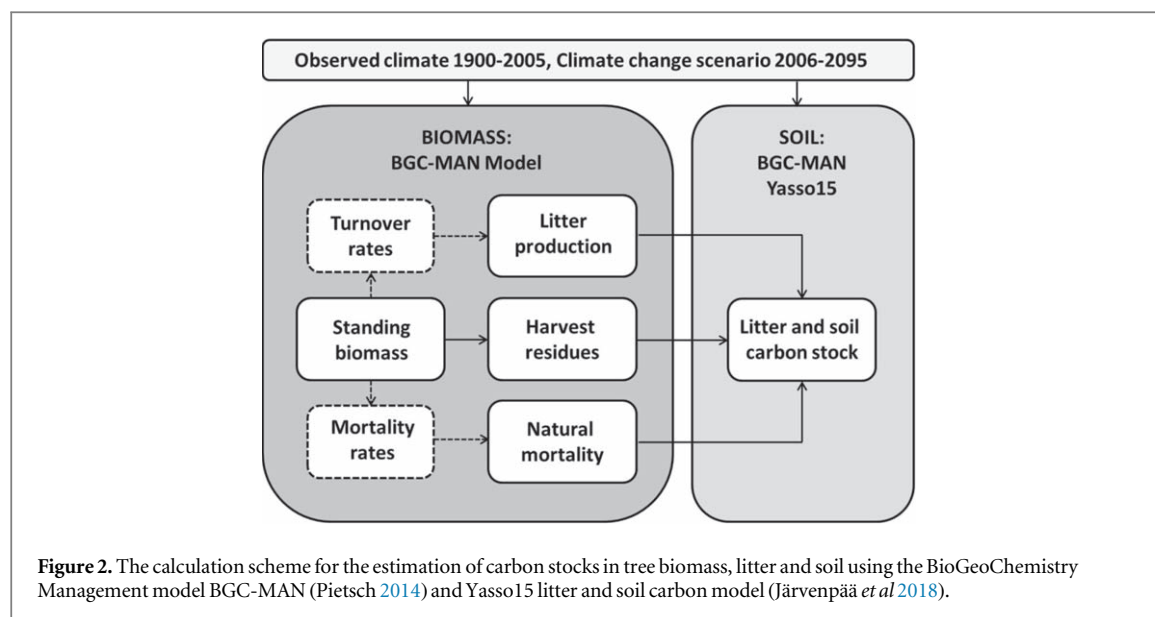 Observed climate 1900-2005, Climate change scenario 2006-2095
BIOMASS:
BGC-MAN Model
SOIL:
BGC-MAN
Yasso15
Turnover
rates
Litter
production
Standing
biomass
Harvest
residues
Litter and soil
carbon stock
Mortality
rates
Natural
mortality
Figure 2. The calculation scheme for the estimation of carbon stocks in tree biomass, litter and soil using the BioGeoChemistry
Management model BGC-MAN (Pietsch 2014) and Yasso15 litter and soil carbon model (Järvenpää et al 2018).